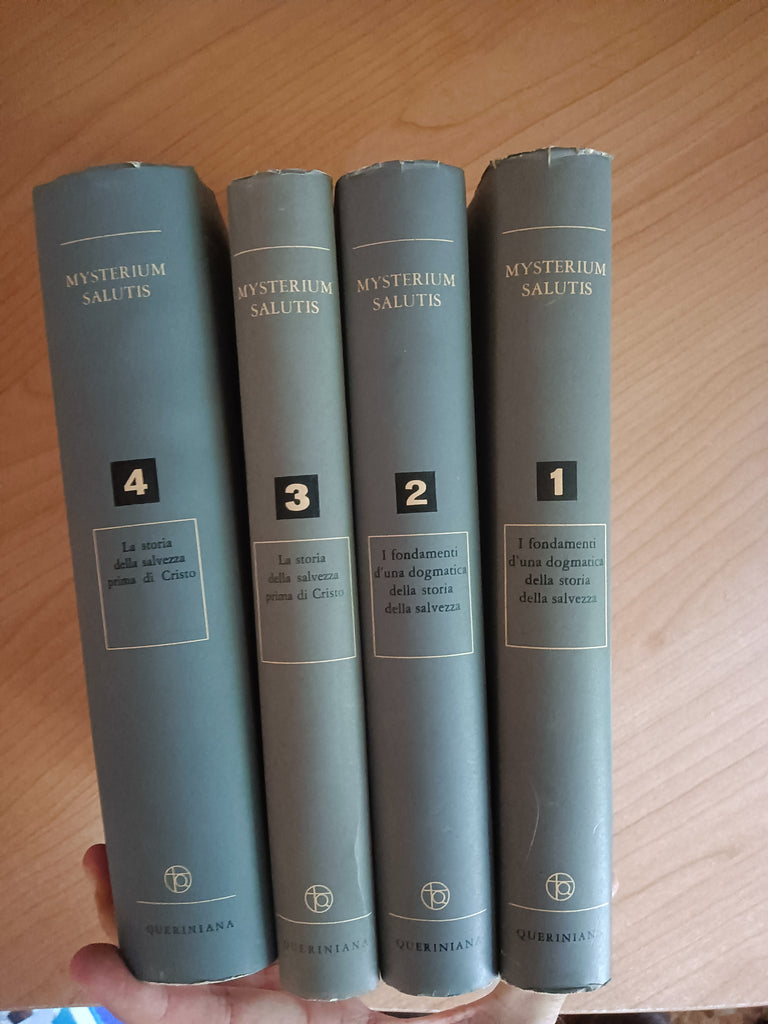 MYSTERIUM
SALUTIS
4
La storia
della salvezza
prima di Cristo
QUERINIANA
MYSTERIUM
SALUTIS
3
La storia
della salvezza
prima di Cristo
QUERINIANA
MYSTERIUM
SALUTIS
2
I fondamenti
d'una dogmatica
della storia
della salvezza
QUERINIANA
MYSTERIUM
SALUTIS
1
I fondamenti
d'una dogmatica
della storia
della salvezza
QUERINIANA